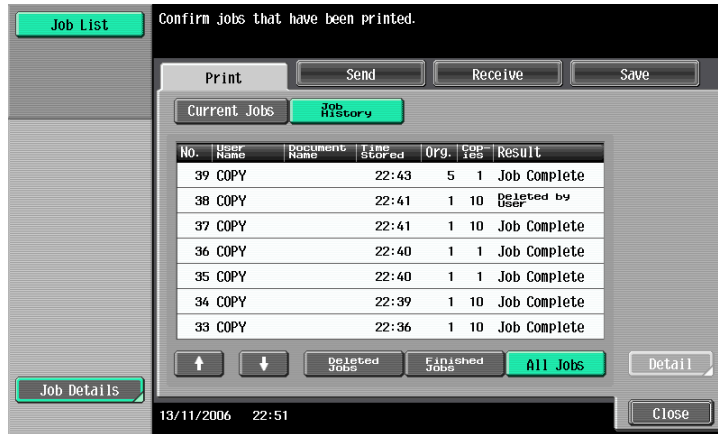 Job List
Confirm jobs that have been printed.
Print Send Receive Save
Current Jobs Job History
No. User Name Document Name Time Stored Org. Cop-ies Result
39 COPY 22:43 5 1 Job Complete
38 COPY 22:41 1 10 Deleted by User
37 COPY 22:41 1 10 Job Complete
36 COPY 22:40 1 1 Job Complete
35 COPY 22:40 1 1 Job Complete
34 COPY 22:39 1 10 Job Complete
33 COPY 22:36 1 10 Job Complete
Deleted Jobs Finished Jobs All Jobs Detail
Job Details
13/11/2006 22:51 Close